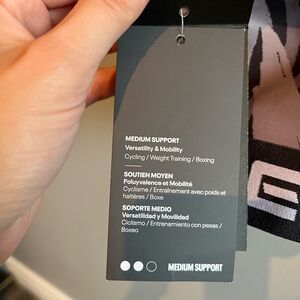 MEDIUM SUPPORT
Versatility & Mobility
Cycling / Weight Training / Boxing
SOUTIEN MOYEN
Poluyvalence et Mobilité
Cyclisme / Entraînement avec poids et
haltères / Boxe
SOPORTE MEDIO
Versatilidad y Movilidad
Ciclismo / Entrenamiento con pesas /
Boxeo
MEDIUM SUPPORT